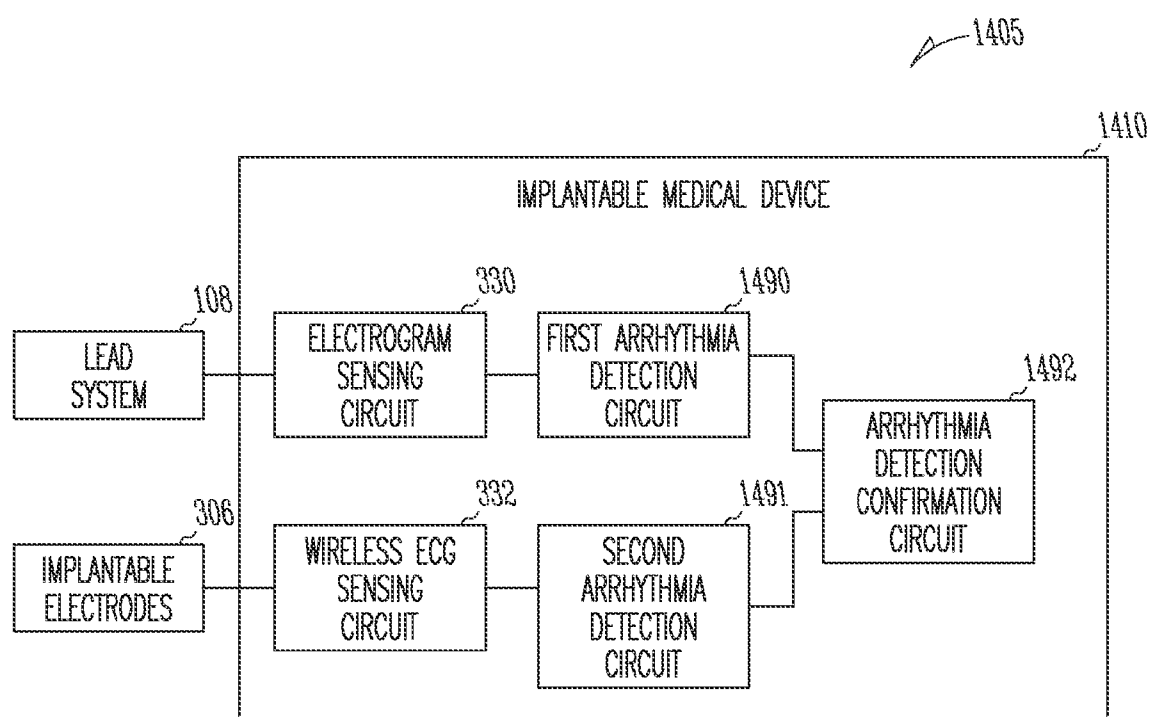 1405
1410
IMPLANTABLE MEDICAL DEVICE
108
LEAD
SYSTEM
330
ELECTROGRAM
SENSING
CIRCUIT
1490
FIRST ARRHYTHMIA
DETECTION
CIRCUIT
1492
ARRHYTHMIA
DETECTION
CONFIRMATION
CIRCUIT
306
IMPLANTABLE
ELECTRODES
332
WIRELESS ECG
SENSING
CIRCUIT
1491
SECOND
ARRHYTHMIA
DETECTION
CIRCUIT